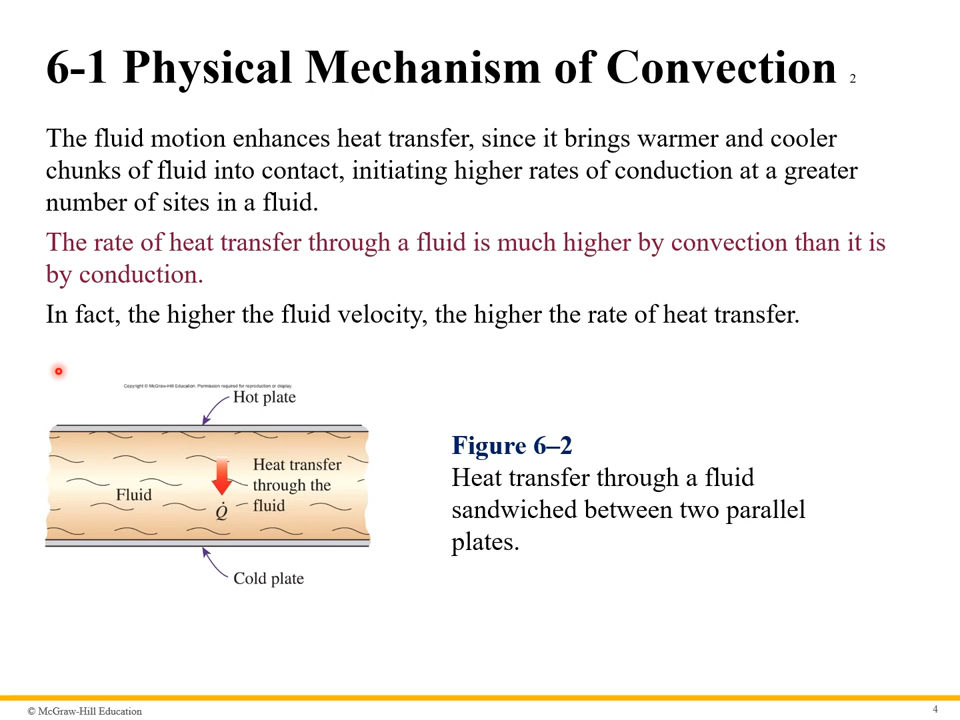 6-1 Physical Mechanism of Convection 2
The fluid motion enhances heat transfer, since it brings warmer and cooler
chunks of fluid into contact, initiating higher rates of conduction at a greater
number of sites in a fluid.
The rate of heat transfer through a fluid is much higher by convection than it is
by conduction.
In fact, the higher the fluid velocity, the higher the rate of heat transfer.
Copyright © McGraw-Hill Education. Permission required for reproduction or display.
Hot plate
Heat transfer
through the
fluid
Fluid
Q̇
Cold plate
Figure 6–2
Heat transfer through a fluid
sandwiched between two parallel
plates.
© McGraw-Hill Education
4